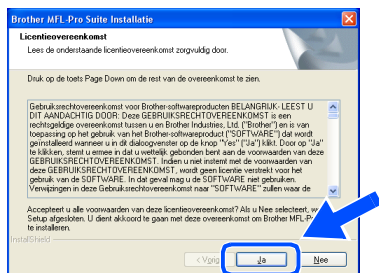 Brother MFL-Pro Suite Installatie
Licentieovereenkomst
Lees de onderstaande licentieovereenkomst zorgvuldig door.
Druk op de toets Page Down om de rest van de overeenkomst te zien.
Gebruiksrechtovereenkomst voor Brother-softwareproducten BELANGRIJK- LEEST U
DIT AANDACHTIG DOOR: Deze GEBRUIKSRECHTOVEREENKOMST is een
rechtsgeldige overeenkomst tussen u en Brother Industries, Ltd. ("Brother") en is van
toepassing op het gebruik van het Brother-softwareproduct ("SOFTWARE") dat wordt
geïnstalleerd wanneer u in dit dialoogvenster op de knop "Yes" ("Ja") klikt. Door op "Ja"
te klikken, stemt u ermee in dat u wettelijk gebonden bent aan de voorwaarden van deze
GEBRUIKSRECHTOVEREENKOMST. Indien u niet instemt met de voorwaarden van
deze GEBRUIKSRECHTOVEREENKOMST, wordt geen licentie verstrekt voor het
gebruik van de SOFTWARE. In dat geval mag u de SOFTWARE niet gebruiken.
Verwijzingen in deze Gebruiksrechtovereenkomst naar "SOFTWARE" zullen waar de
Accepteert u alle voorwaarden van deze licentieovereenkomst? Als u Nee selecteert,
Setup afgesloten. U dient akkoord te gaan met deze overeenkomst om Brother
te installeren.
InstallShield
< Vorig
Ja
Nee